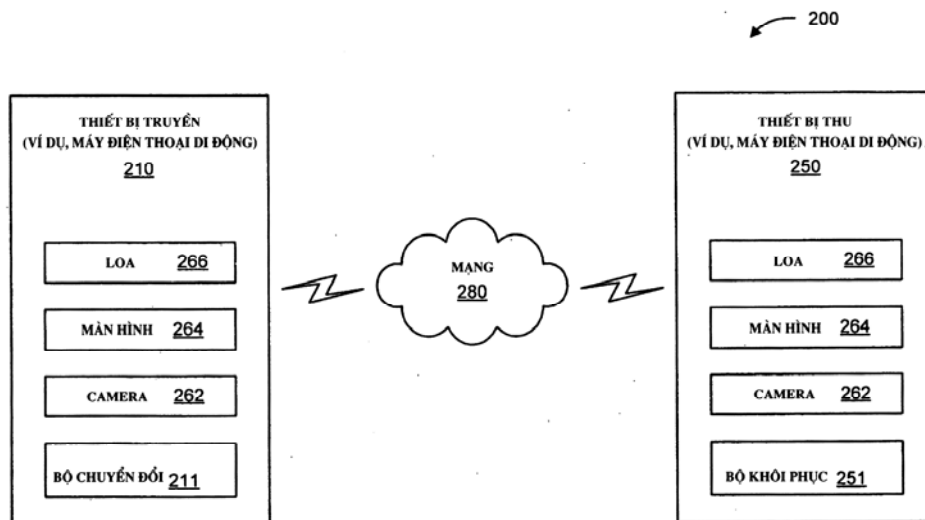 200
THIẾT BỊ TRUYỀN
(VÍ DỤ, MÁY ĐIỆN THOẠI DI ĐỘNG)
210
LOA 266
MÀN HÌNH 264
CAMERA 262
BỘ CHUYỂN ĐỔI 211
MẠNG
280
THIẾT BỊ THU
(VÍ DỤ, MÁY ĐIỆN THOẠI DI ĐỘNG)
250
LOA 266
MÀN HÌNH 264
CAMERA 262
BỘ KHÔI PHỤC 251